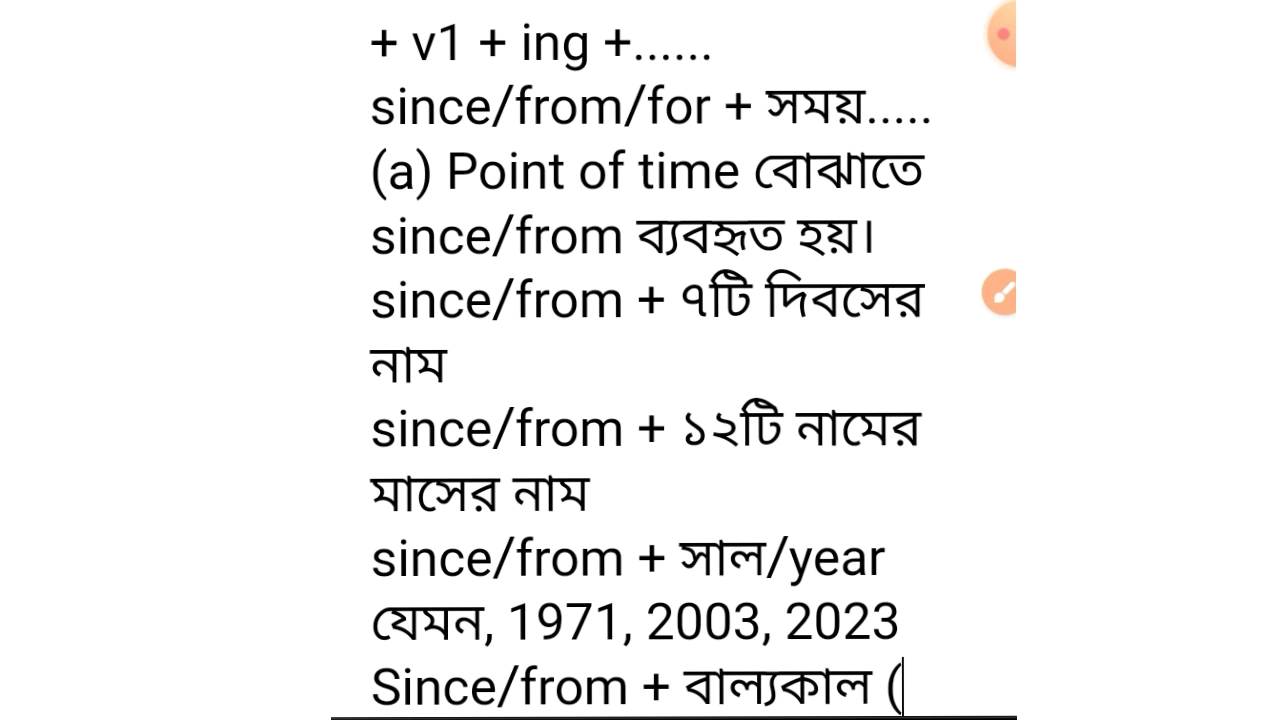 + v1 + ing +......
since/from/for + সময়.....
(a) Point of time বোঝাতে
since/from ব্যবহৃত হয়।
since/from + ৭টি দিবসের
নাম
since/from + ১২টি নামের
মাসের নাম
since/from + সাল/year
যেমন, 1971, 2003, 2023
Since/from + বাল্যকাল (